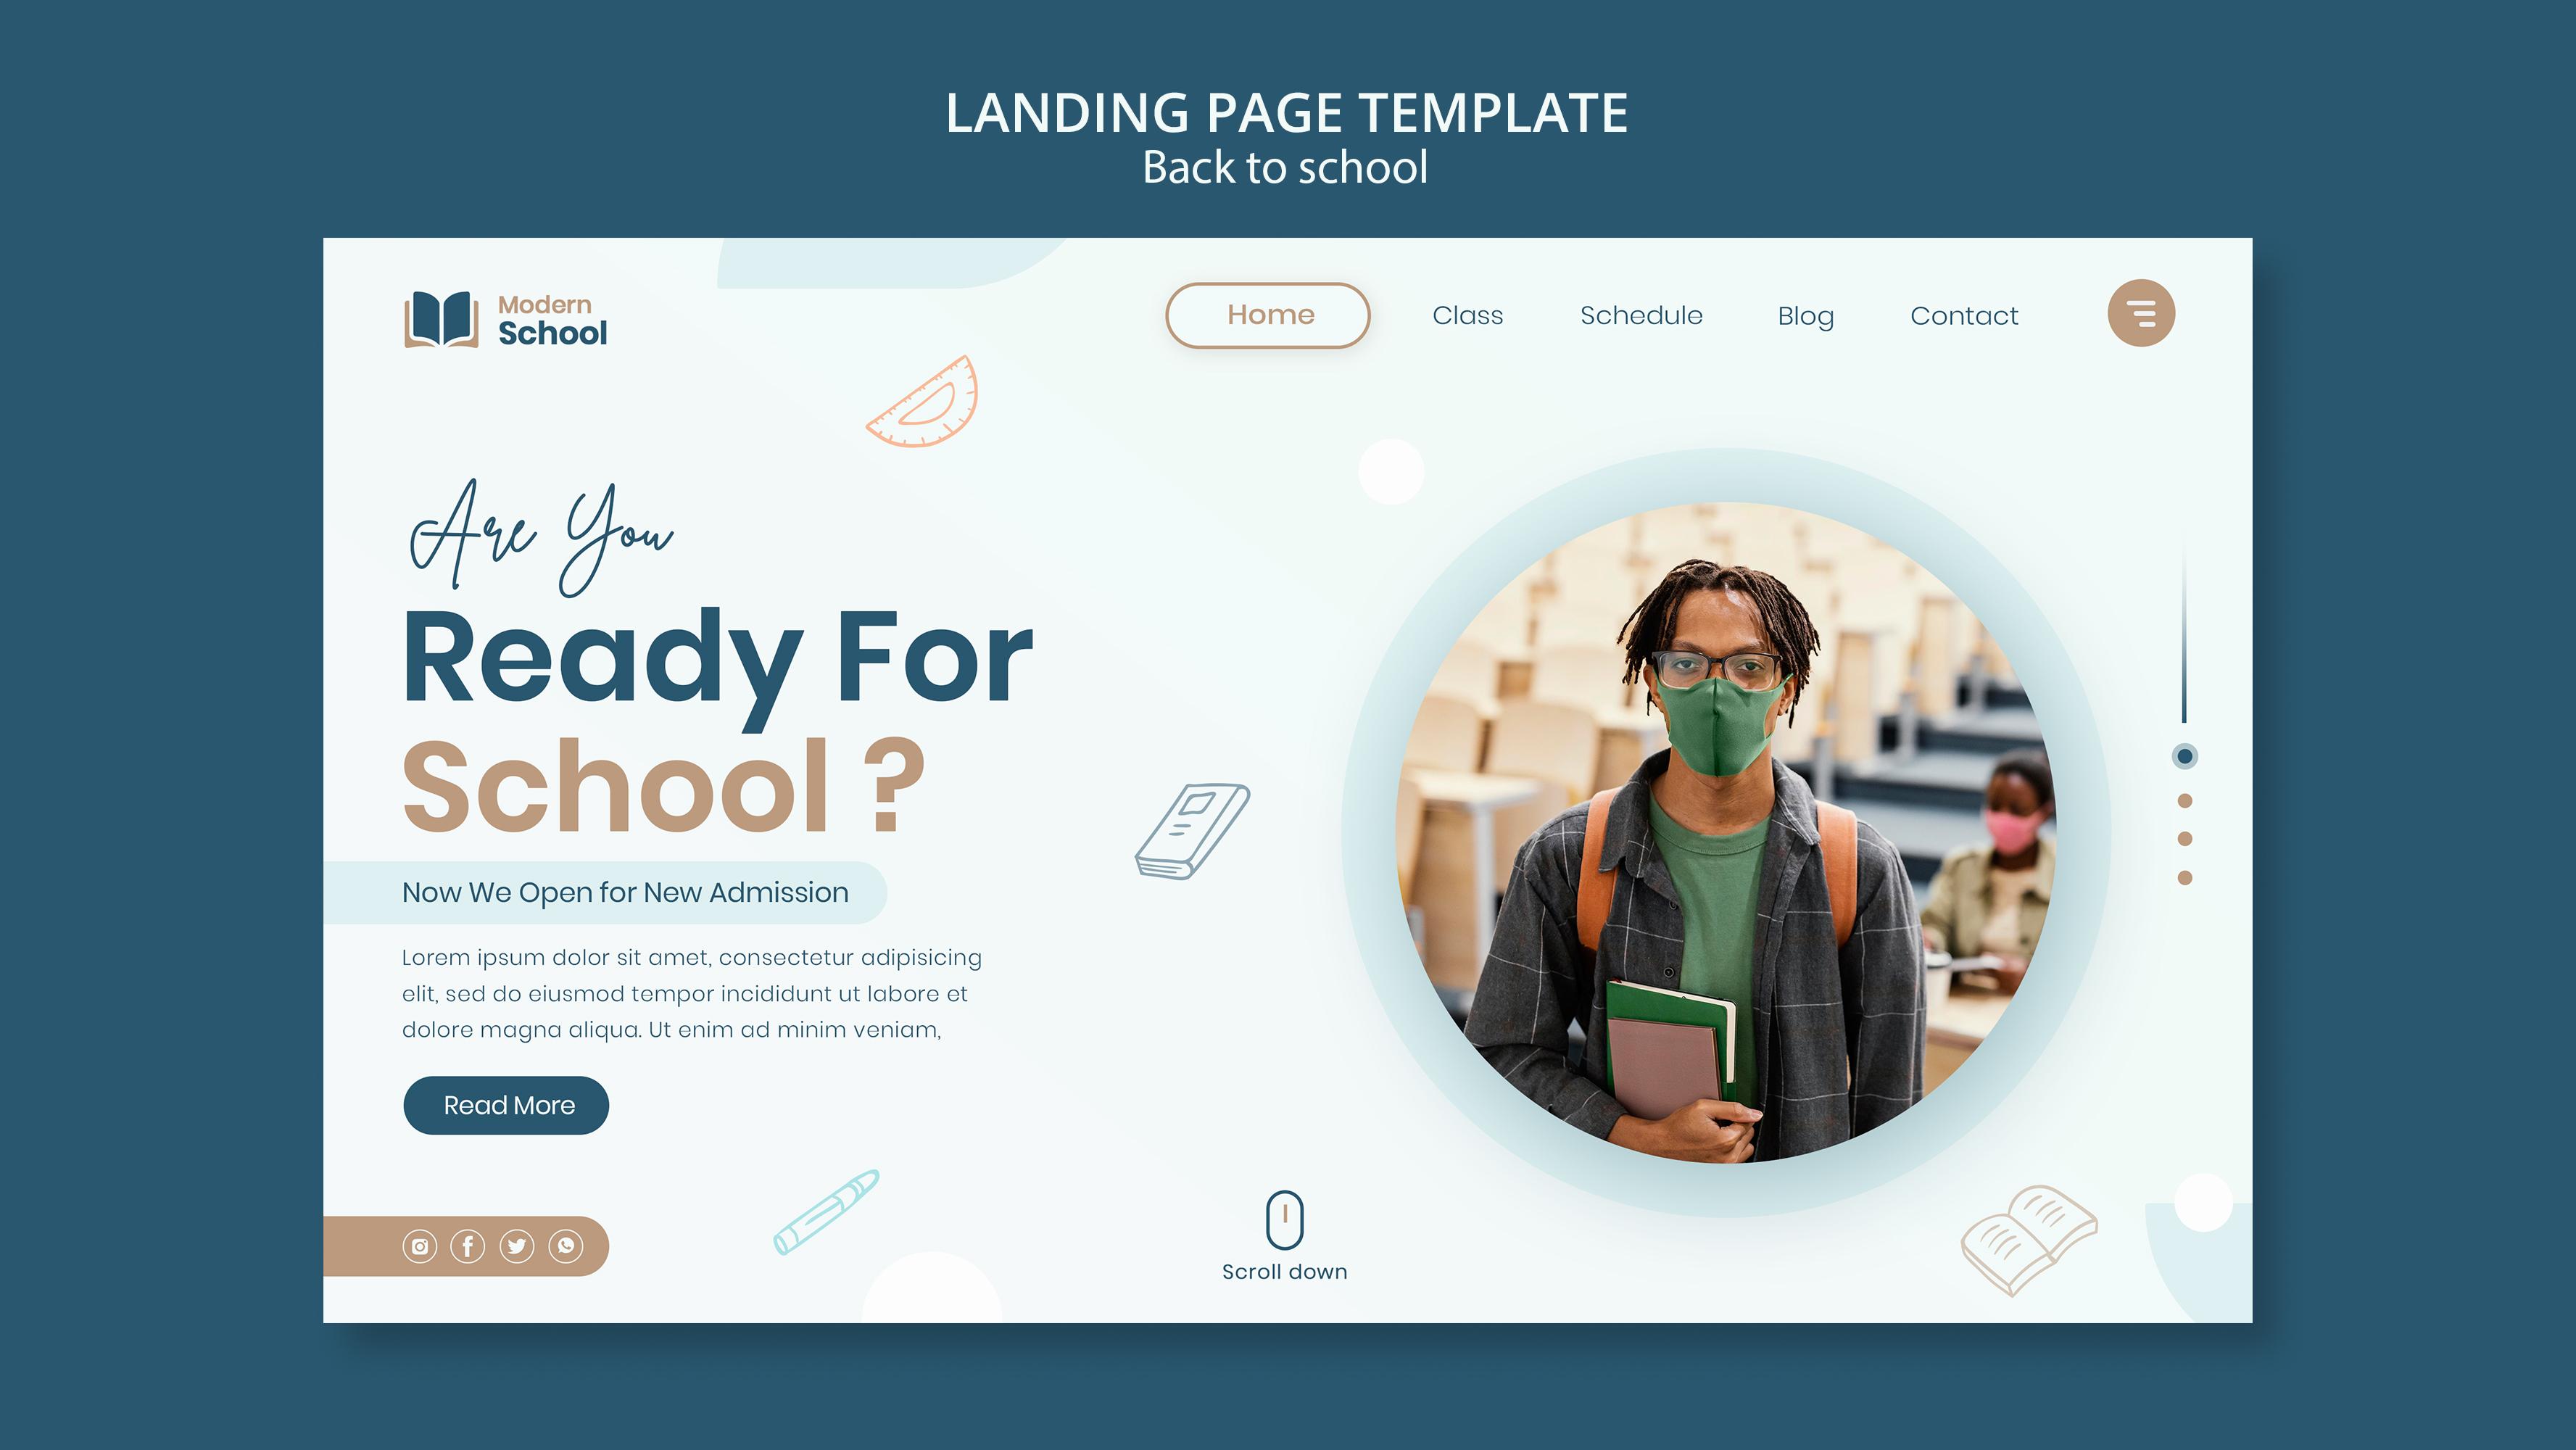 LANDING PAGE TEMPLATE
Back to school
Modern
School
Home
Class
Schedule
Blog
Contact
Are You
Ready For
School ?
Now We Open for New Admission
Lorem ipsum dolor sit amet, consectetur adipisicing
elit, sed do eiusmod tempor incididunt ut labore et
dolore magna aliqua. Ut enim ad minim veniam,
Read More
Scroll down